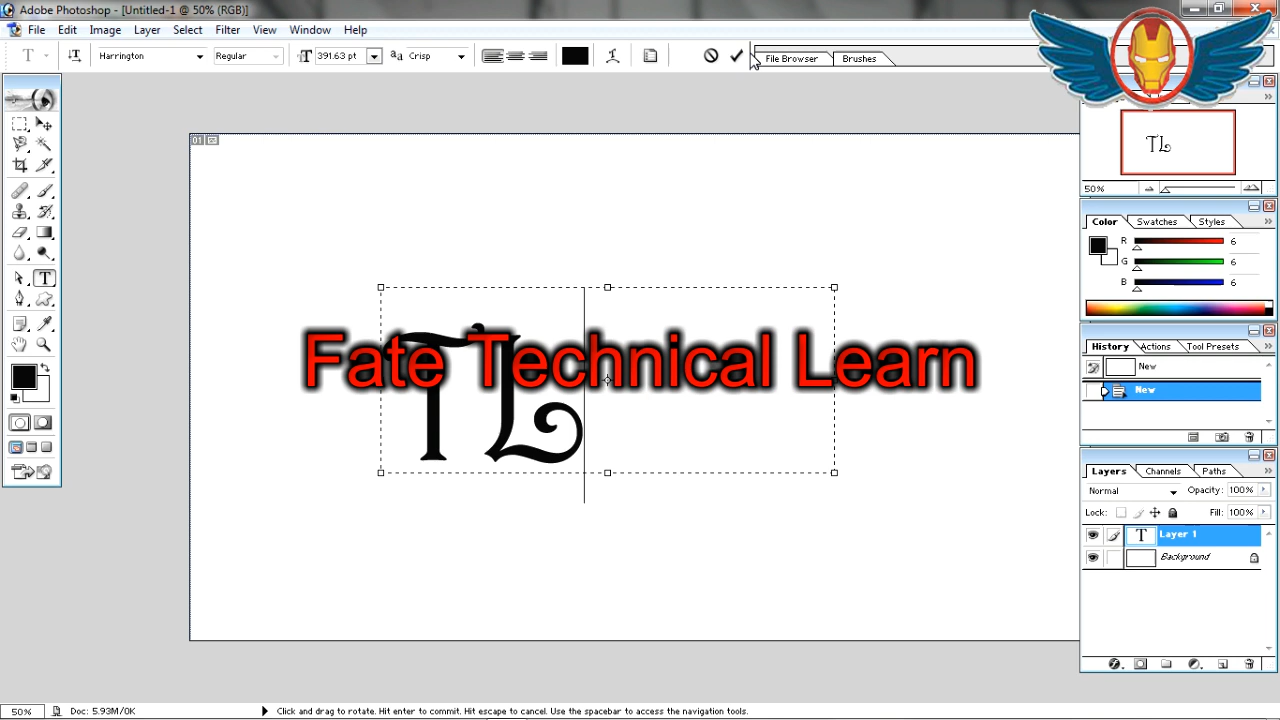 Adobe Photoshop - [Untitled-1 @ 50% (RGB)]
File Edit Image Layer Select Filter View Window Help
T Harrington Regular T 391.63 pt aa Crisp File Browser Brushes
TL
50%
Color Swatches Styles
R 6
G 6
B 6
History Actions Tool Presets
New
New
Layers Channels Paths
Normal Opacity: 100%
Lock: Fill: 100%
T Layer 1
Background
01
TL
Fate Technical Learn
50% Doc: 5.93M/0K Click and drag to rotate. Hit enter to commit. Hit escape to cancel. Use the spacebar to access the navigation tools.